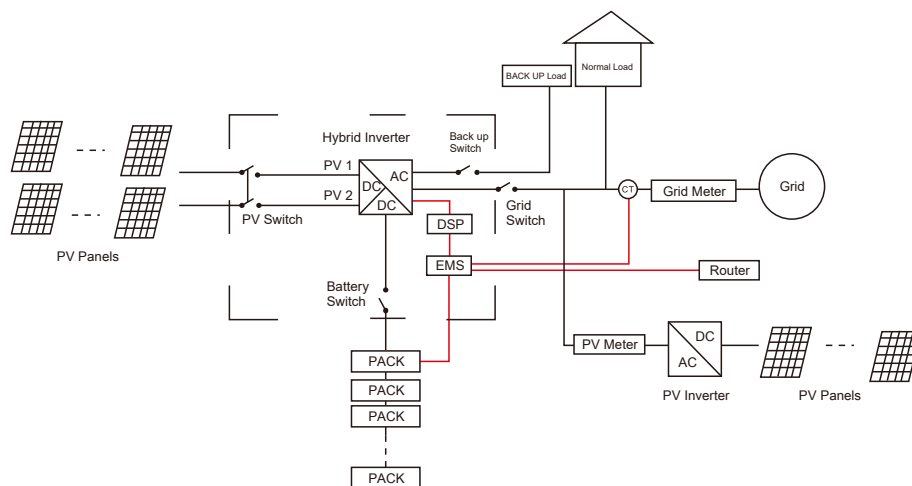 Normal Load
BACK UP Load
Hybrid Inverter
Back up
Switch
PV 1
AC
DC
PV 2
DC
PV Switch
Grid
Switch
CT
Grid Meter
Grid
DSP
PV Panels
EMS
Router
Battery
Switch
PV Meter
DC
AC
PACK
PV Inverter
PV Panels
PACK
PACK
PACK